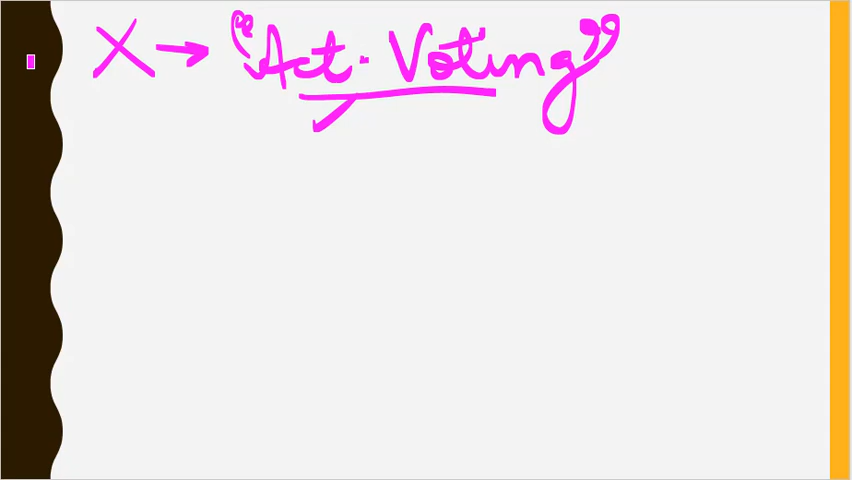 X → "Act. Voting"